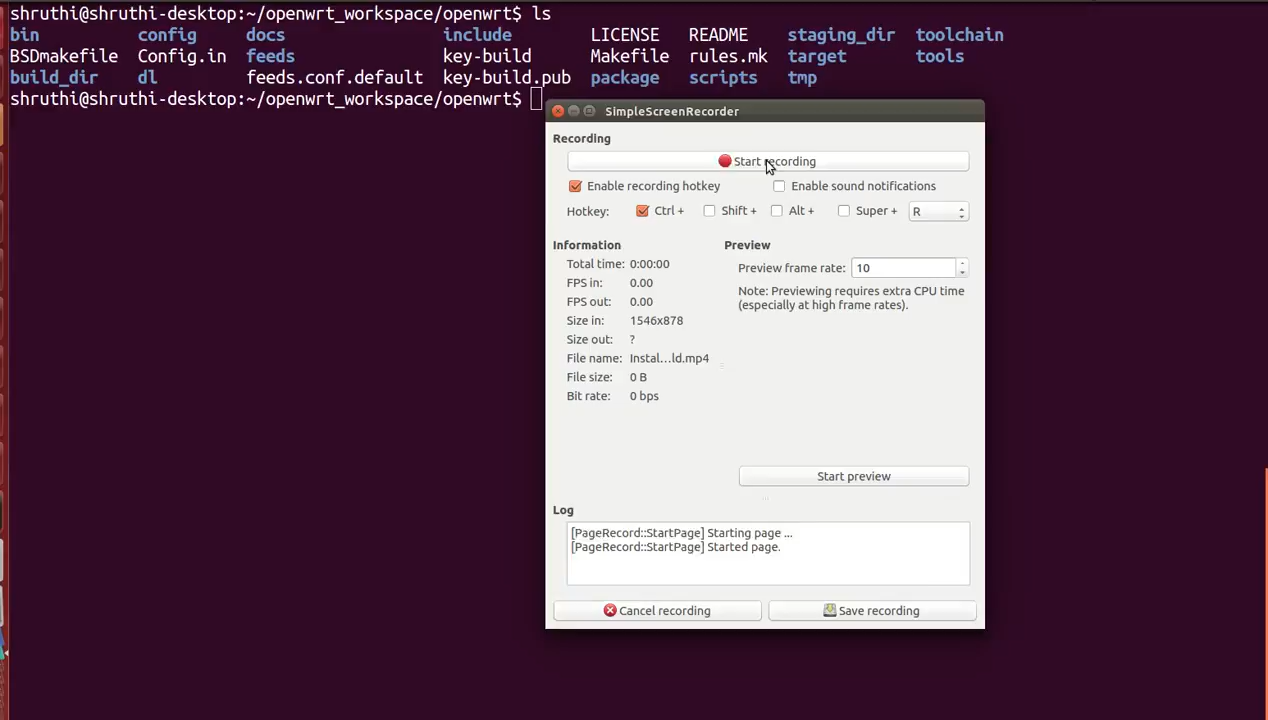 shruthi@shruthi-desktop:~/openwrt_workspace/openwrt$ ls
bin config docs include LICENSE README staging_dir toolchain
BSDmakefile Config.in feeds key-build Makefile rules.mk target tools
build_dir dl feeds.conf.default key-build.pub package scripts tmp
shruthi@shruthi-desktop:~/openwrt_workspace/openwrt$
SimpleScreenRecorder
Recording
Start recording
Enable recording hotkey Enable sound notifications
Hotkey: Ctrl + Shift + Alt + Super + R
Information
Total time: 0:00:00
FPS in: 0.00
FPS out: 0.00
Size in: 1546x878
Size out: ?
File name: Instal...ld.mp4
File size: 0 B
Bit rate: 0 bps
Preview
Preview frame rate: 10
Note: Previewing requires extra CPU time
(especially at high frame rates).
Start preview
Log
[PageRecord::StartPage] Starting page ...
[PageRecord::StartPage] Started page.
Cancel recording Save recording